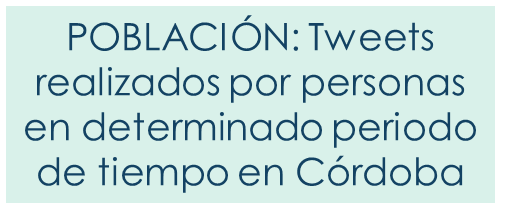 POBLACIÓN: Tweets
realizados por personas
en determinado periodo
de tiempo en Córdoba